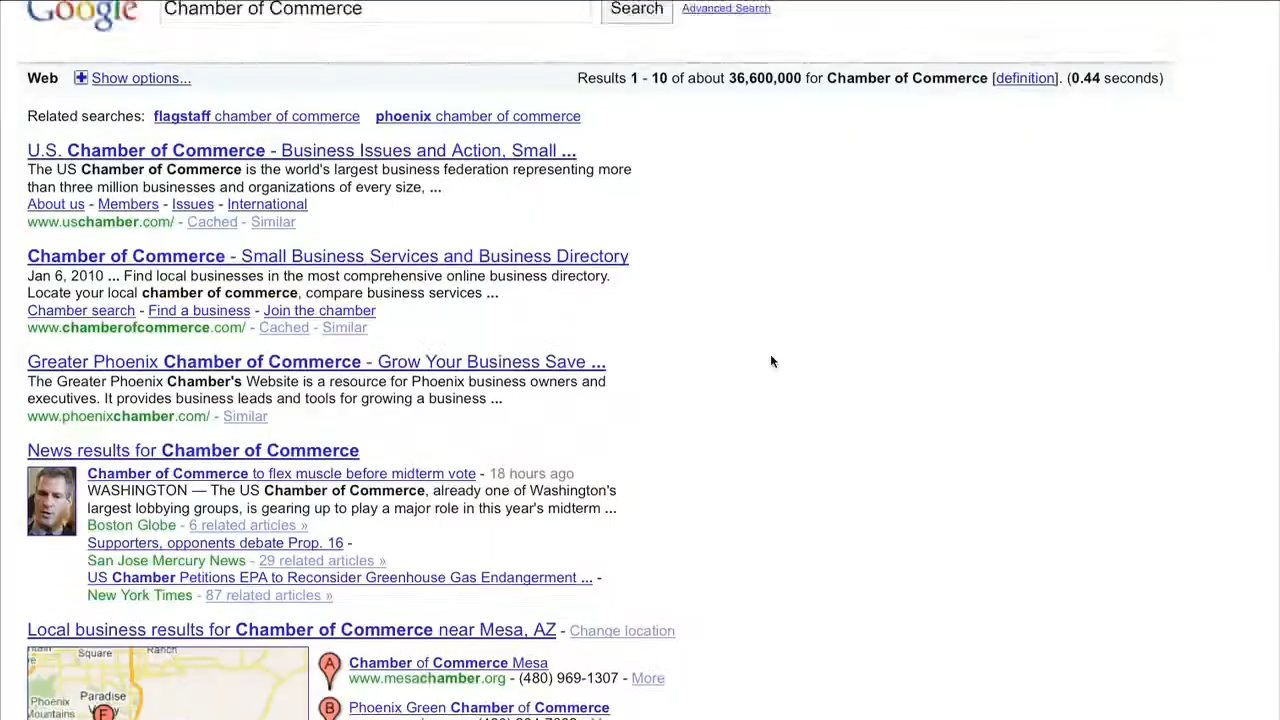 Google Chamber of Commerce Search Advanced Search
Web Show options... Results 1 - 10 of about 36,600,000 for Chamber of Commerce [definition]. (0.44 seconds)
Related searches: flagstaff chamber of commerce phoenix chamber of commerce
U.S. Chamber of Commerce - Business Issues and Action, Small ...
The US Chamber of Commerce is the world's largest business federation representing more
than three million businesses and organizations of every size, ...
About us - Members - Issues - International
www.uschamber.com/ - Cached - Similar
Chamber of Commerce - Small Business Services and Business Directory
Jan 6, 2010 ... Find local businesses in the most comprehensive online business directory.
Locate your local chamber of commerce, compare business services ...
Chamber search - Find a business - Join the chamber
www.chamberofcommerce.com/ - Cached - Similar
Greater Phoenix Chamber of Commerce - Grow Your Business Save ...
The Greater Phoenix Chamber's Website is a resource for Phoenix business owners and
executives. It provides business leads and tools for growing a business ...
www.phoenixchamber.com/ - Similar
News results for Chamber of Commerce
Chamber of Commerce to flex muscle before midterm vote - 18 hours ago
WASHINGTON — The US Chamber of Commerce, already one of Washington's
largest lobbying groups, is gearing up to play a major role in this year's midterm ...
Boston Globe - 6 related articles »
Supporters, opponents debate Prop. 16 -
San Jose Mercury News - 29 related articles »
US Chamber Petitions EPA to Reconsider Greenhouse Gas Endangerment ... -
New York Times - 87 related articles »
Local business results for Chamber of Commerce near Mesa, AZ - Change location
Square Ranch
Phoenix Paradise
Mountains
E
A Chamber of Commerce Mesa
www.mesachamber.org - (480) 969-1307 - More
B Phoenix Green Chamber of Commerce